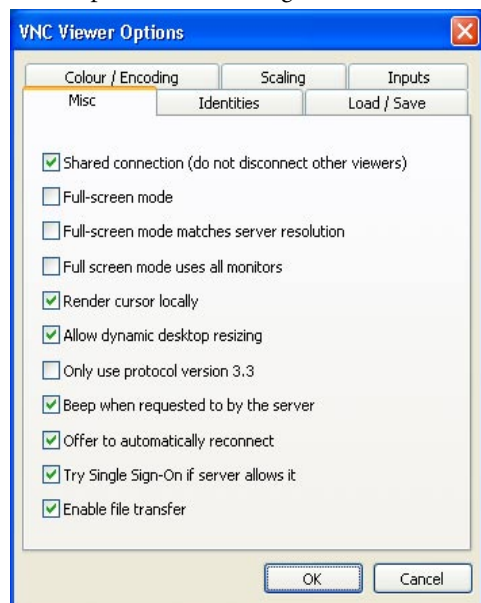 VNC Viewer Options
Colour / Encoding Scaling Inputs
Misc Identities Load / Save
Shared connection (do not disconnect other viewers)
Full-screen mode
Full-screen mode matches server resolution
Full screen mode uses all monitors
Render cursor locally
Allow dynamic desktop resizing
Only use protocol version 3.3
Beep when requested to by the server
Offer to automatically reconnect
Try Single Sign-On if server allows it
Enable file transfer
OK Cancel